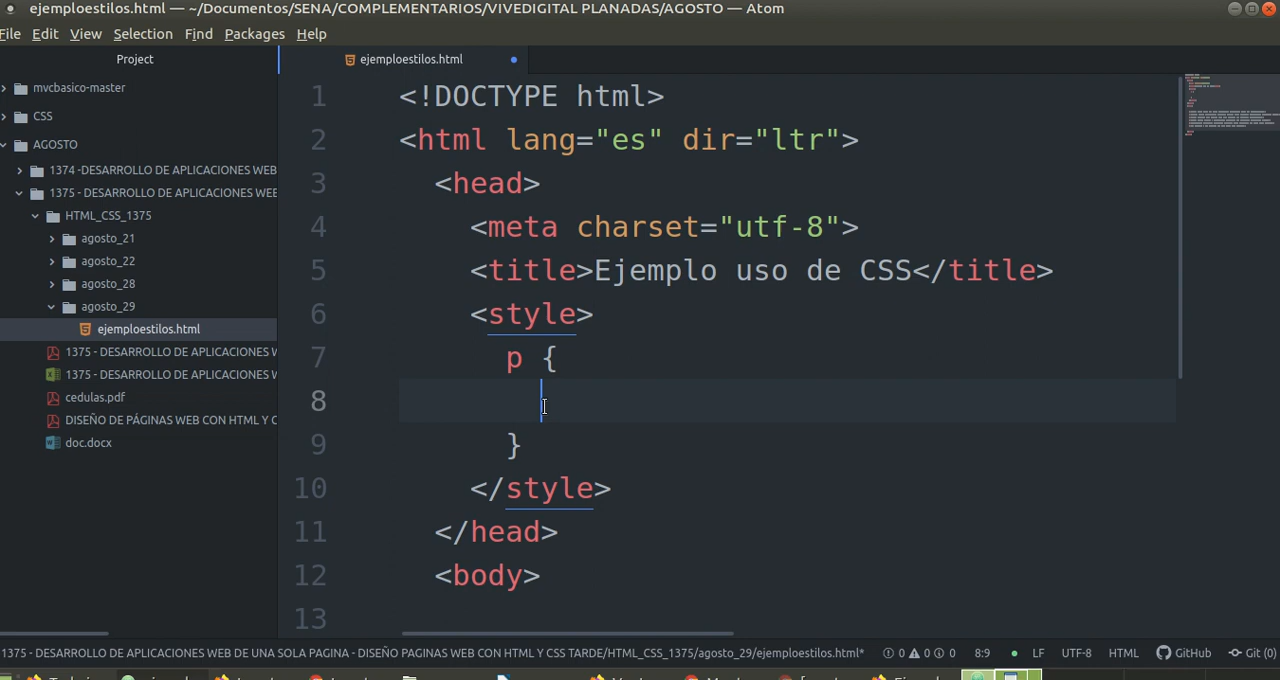 ejemploestilos.html — ~/Documentos/SENA/COMPLEMENTARIOS/VIVEDIGITAL PLANADAS/AGOSTO — Atom
File Edit View Selection Find Packages Help
Project
ejemploestilos.html
mvcbasico-master
CSS
AGOSTO
1374 -DESARROLLO DE APLICACIONES WEB
1375 - DESARROLLO DE APLICACIONES WEB
HTML_CSS_1375
agosto_21
agosto_22
agosto_28
agosto_29
ejemploestilos.html
1375 - DESARROLLO DE APLICACIONES W
1375 - DESARROLLO DE APLICACIONES W
cedulas.pdf
DISEÑO DE PÁGINAS WEB CON HTML Y C
doc.docx
1 <!DOCTYPE html>
2 <html lang="es" dir="ltr">
3 <head>
4 <meta charset="utf-8">
5 <title>Ejemplo uso de CSS</title>
6 <style>
7 p {
8
9 }
10 </style>
11 </head>
12 <body>
13
1375 - DESARROLLO DE APLICACIONES WEB DE UNA SOLA PAGINA - DISEÑO PAGINAS WEB CON HTML Y CSS TARDE/HTML_CSS_1375/agosto_29/ejemploestilos.html* 0 0 0 8:9 LF UTF-8 HTML GitHub Git (0)